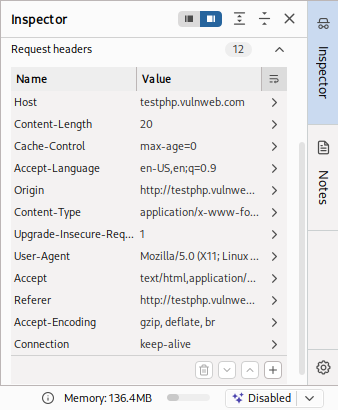 Inspector
Request headers 12
Name Value
Host testphp.vulnweb.com
Content-Length 20
Cache-Control max-age=0
Accept-Language en-US,en;q=0.9
Origin http://testphp.vulnwe...
Content-Type application/x-www-fo...
Upgrade-Insecure-Req... 1
User-Agent Mozilla/5.0 (X11; Linux ...
Accept text/html,application/...
Referer http://testphp.vulnwe...
Accept-Encoding gzip, deflate, br
Connection keep-alive
Inspector
Notes
Memory: 136.4MB Disabled